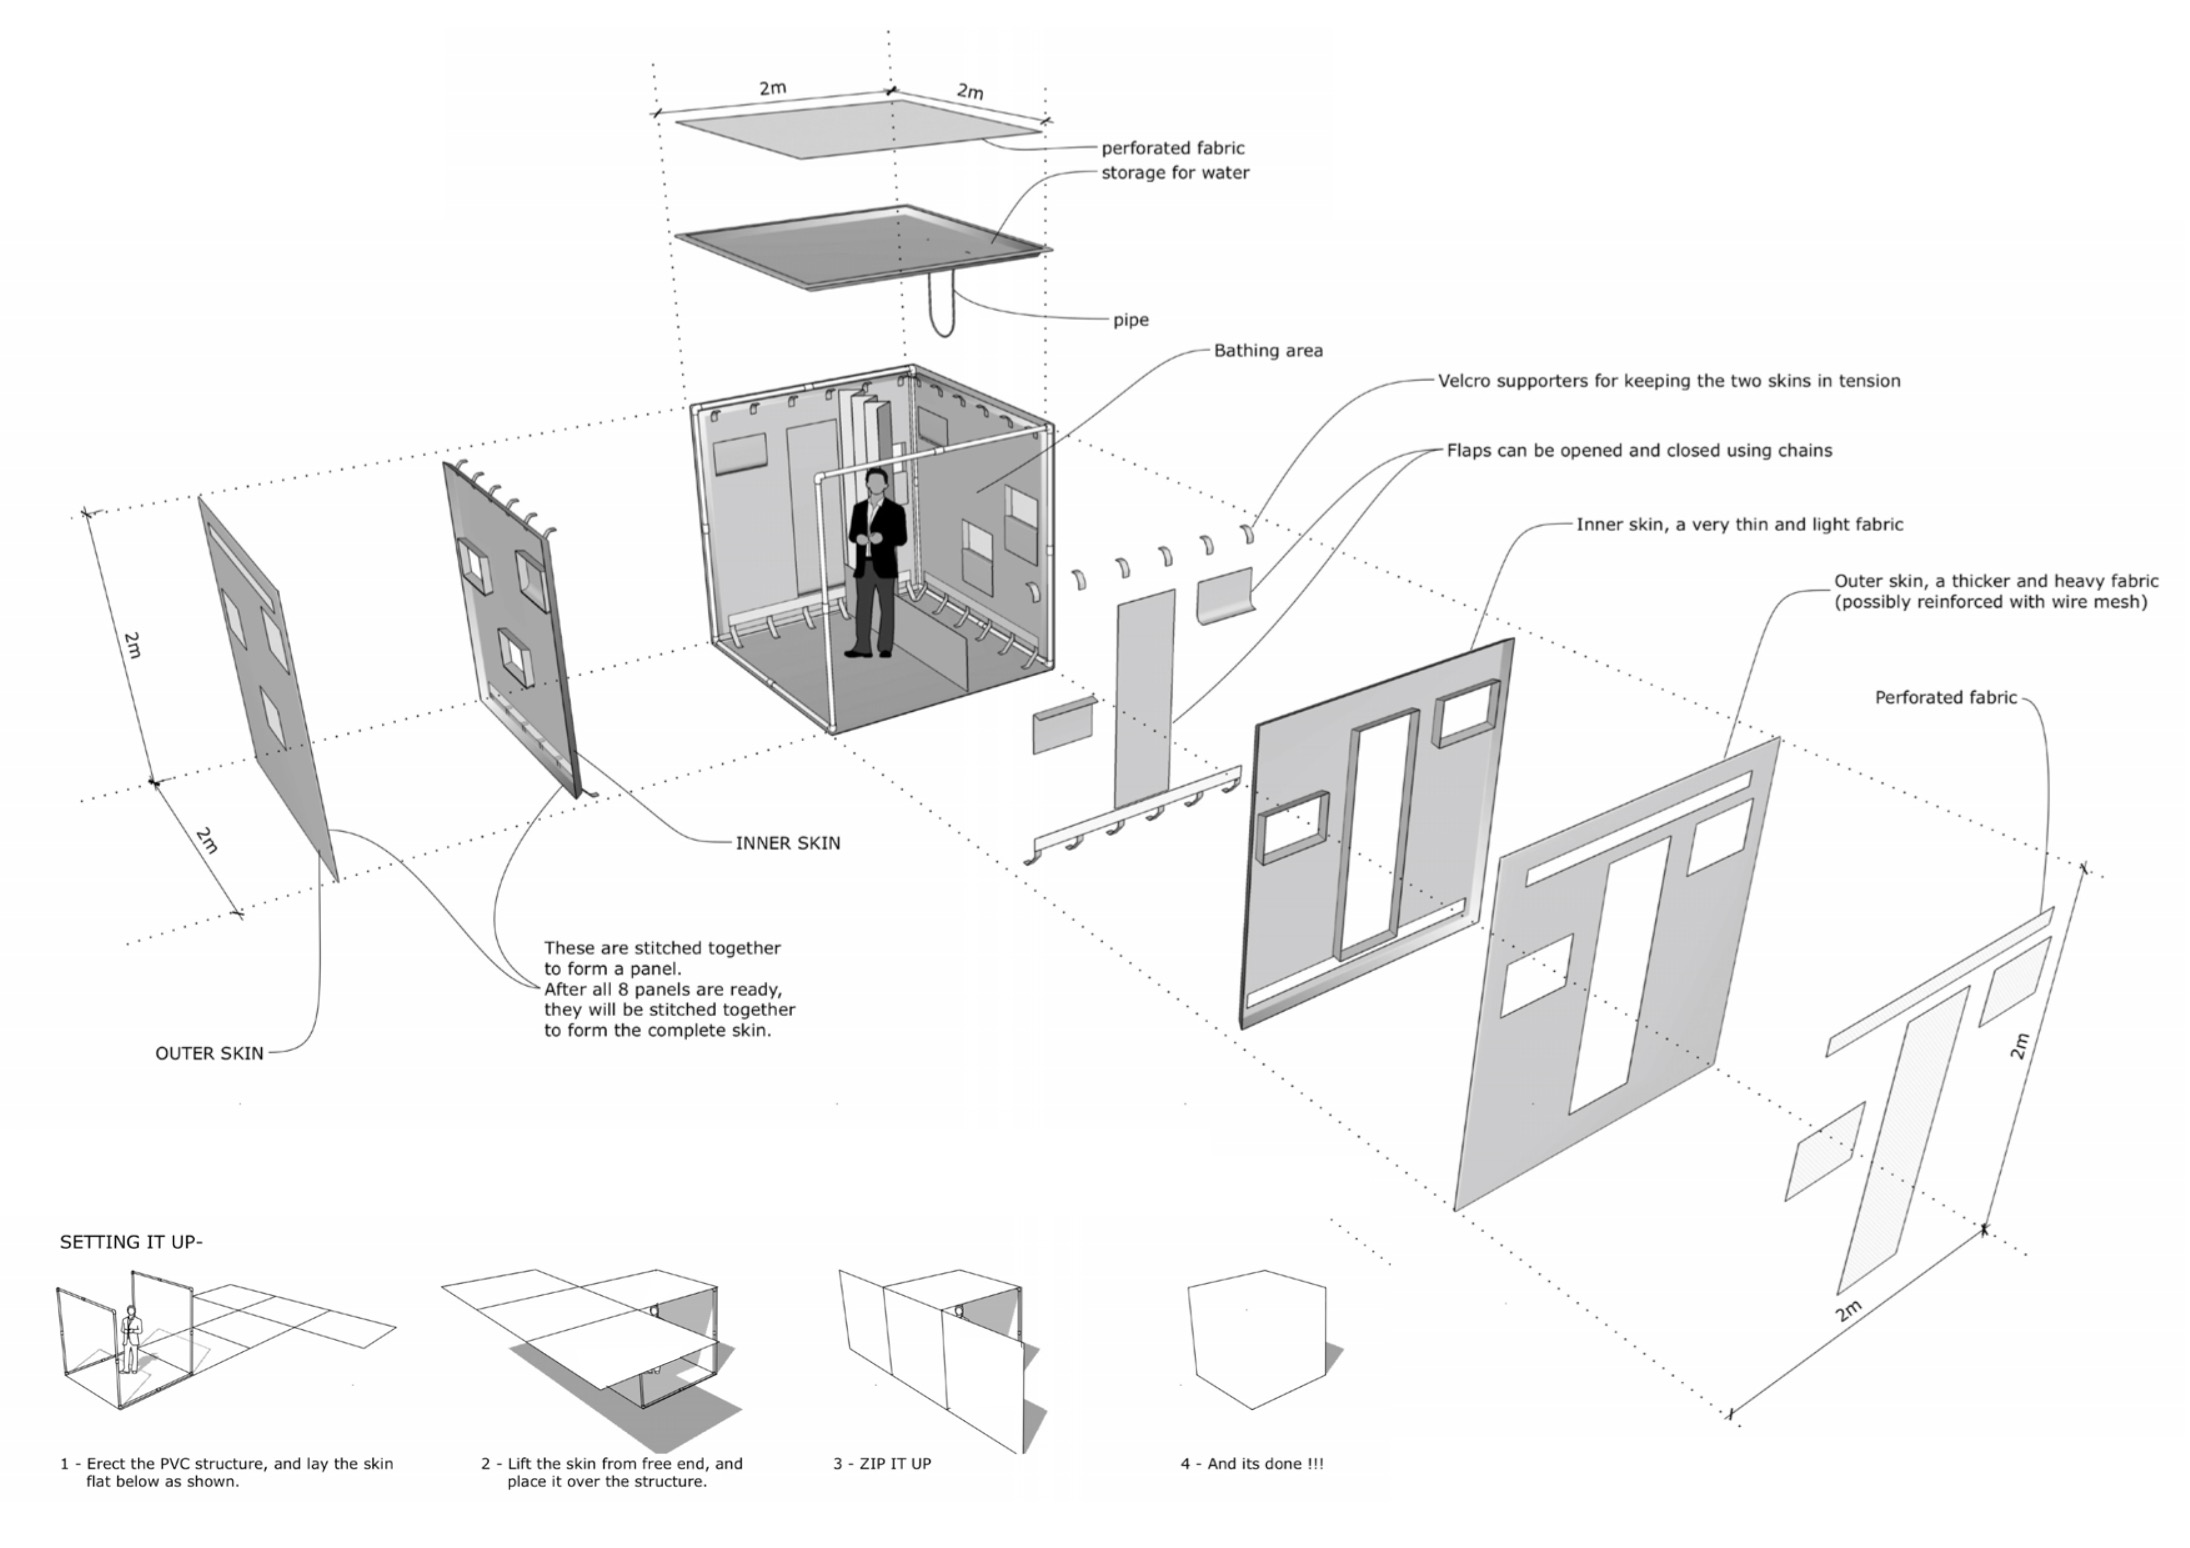 2m
2m
perforated fabric
storage for water
pipe
Bathing area
Velcro supporters for keeping the two skins in tension
Flaps can be opened and closed using chains
Inner skin, a very thin and light fabric
Outer skin, a thicker and heavy fabric
(possibly reinforced with wire mesh)
Perforated fabric
2m
2m
INNER SKIN
These are stitched together
to form a panel.
After all 8 panels are ready,
they will be stitched together
to form the complete skin.
OUTER SKIN
2m
2m
SETTING IT UP-
1 - Erect the PVC structure, and lay the skin
flat below as shown.
2 - Lift the skin from free end, and
place it over the structure.
3 - ZIP IT UP
4 - And its done !!!